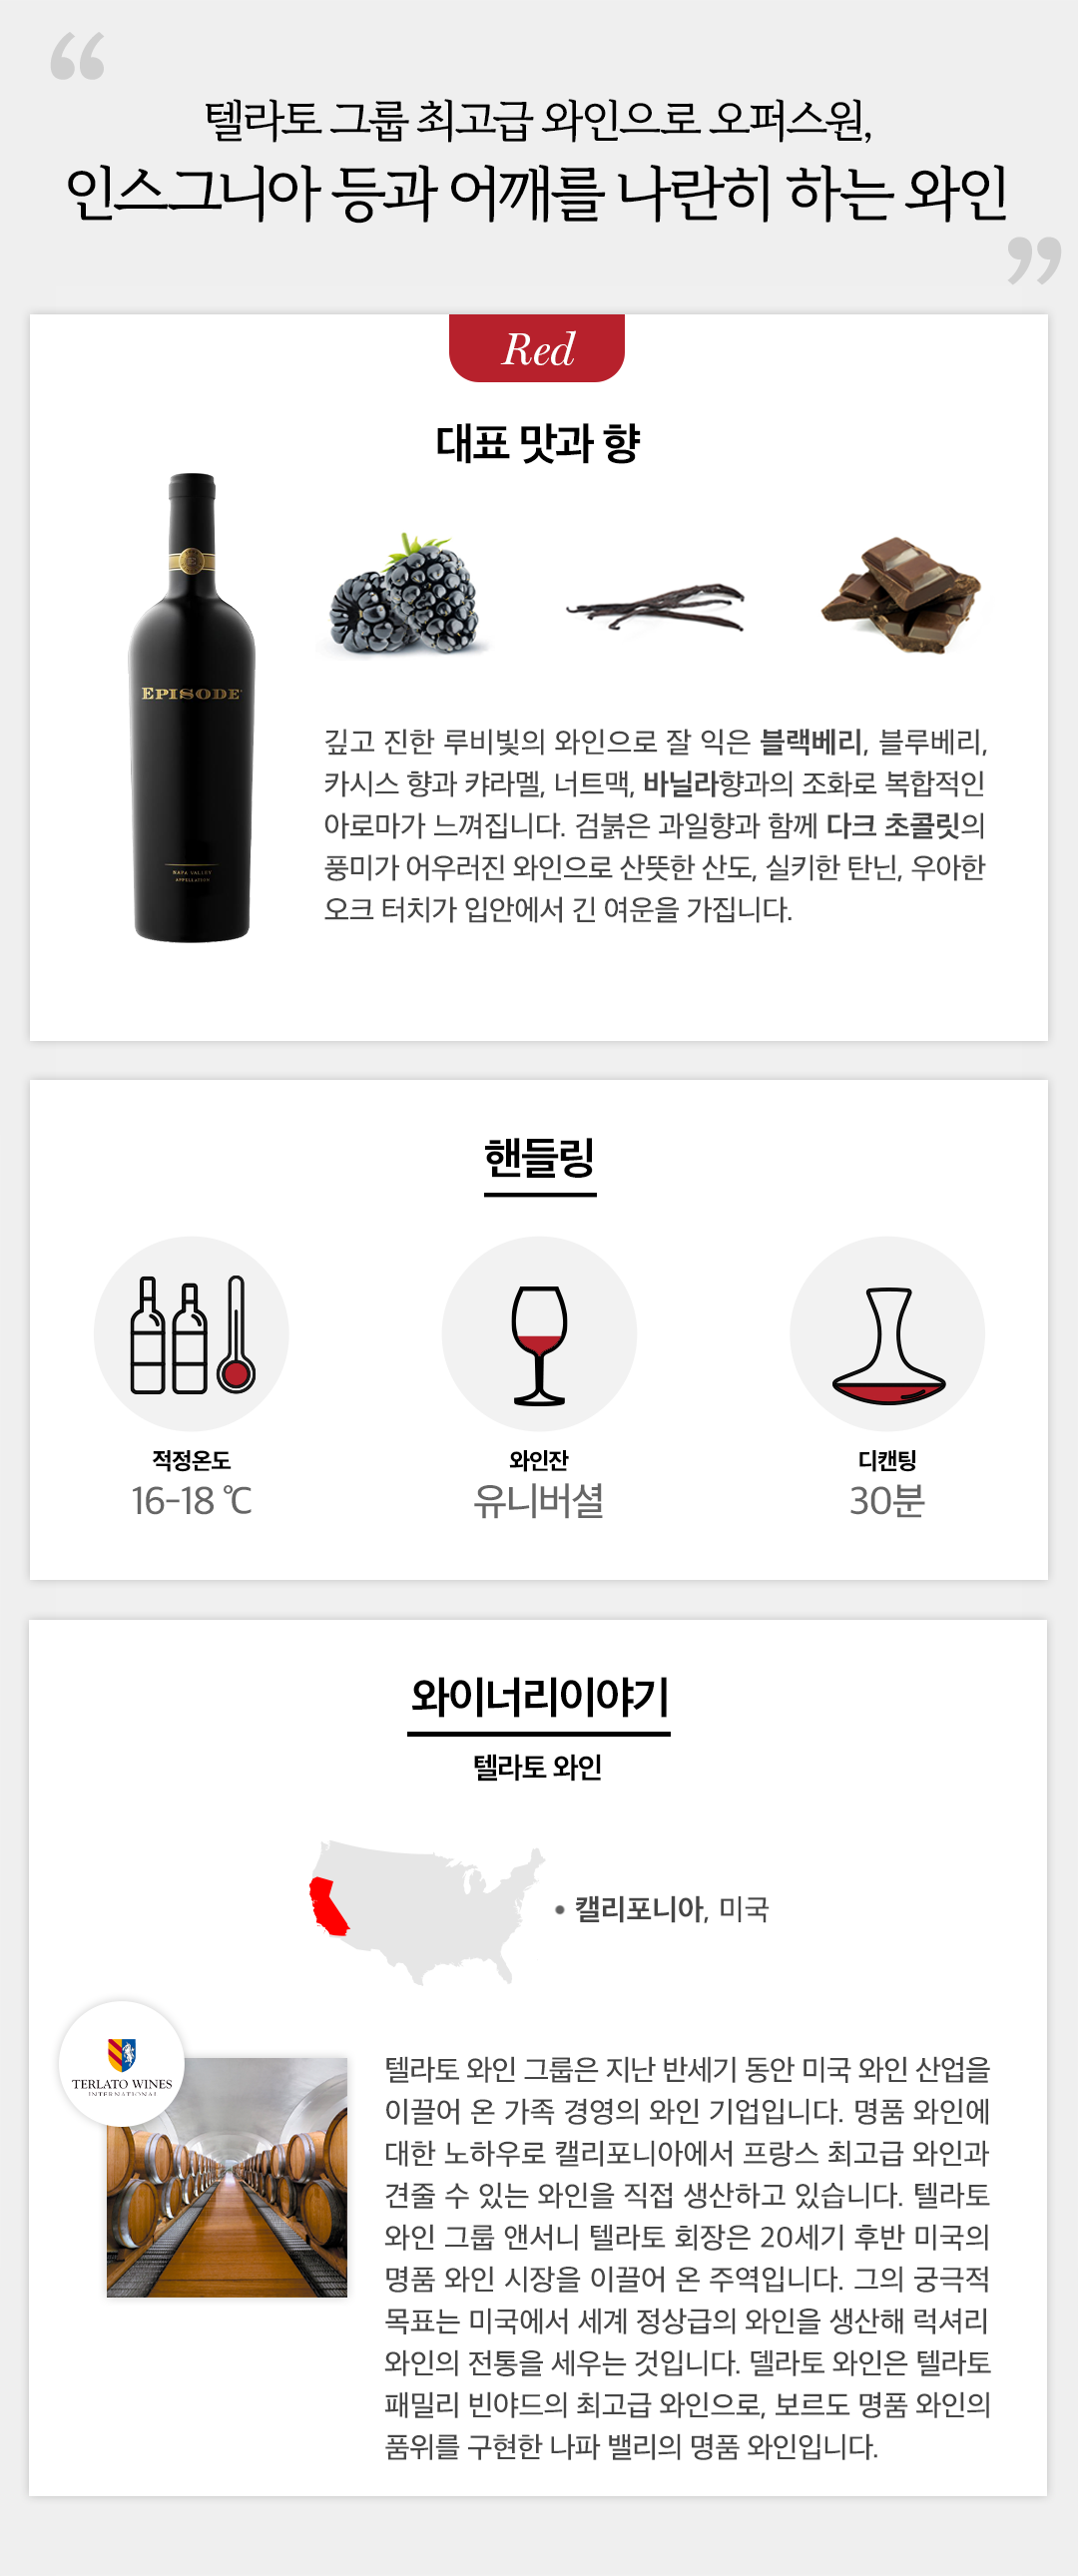 “
텔라토 그룹 최고급 와인으로 오퍼스원,
인스그니아 등과 어깨를 나란히 하는 와인
”
Red
대표 맛과 향
EPISODE
NAPA VALLEY
APPELLATION
깊고 진한 루비빛의 와인으로 잘 익은 블랙베리, 블루베리,
카시스 향과 캬라멜, 너트맥, 바닐라향과의 조화로 복합적인
아로마가 느껴집니다. 검붉은 과일향과 함께 다크 초콜릿의
풍미가 어우러진 와인으로 산뜻한 산도, 실키한 탄닌, 우아한
오크 터치가 입안에서 긴 여운을 가집니다.
핸들링
적정온도
16-18 ℃
와인잔
유니버셜
디캔팅
30분
와이너리이야기
텔라토 와인
• 캘리포니아, 미국
TERLATO WINES
INTERNATIONAL
텔라토 와인 그룹은 지난 반세기 동안 미국 와인 산업을
이끌어 온 가족 경영의 와인 기업입니다. 명품 와인에
대한 노하우로 캘리포니아에서 프랑스 최고급 와인과
견줄 수 있는 와인을 직접 생산하고 있습니다. 텔라토
와인 그룹 앤서니 텔라토 회장은 20세기 후반 미국의
명품 와인 시장을 이끌어 온 주역입니다. 그의 궁극적
목표는 미국에서 세계 정상급의 와인을 생산해 럭셔리
와인의 전통을 세우는 것입니다. 델라토 와인은 텔라토
패밀리 빈야드의 최고급 와인으로, 보르도 명품 와인의
품위를 구현한 나파 밸리의 명품 와인입니다.